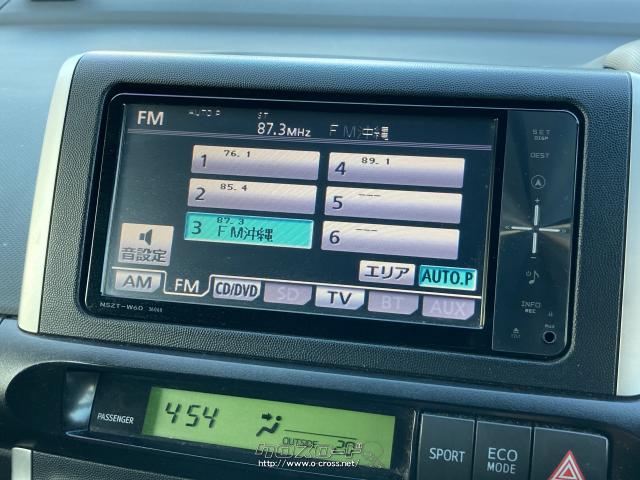 FM AUTO.P ST 87.3MHz FM沖縄
1 76.1
2 85.4
3 87.3 FM沖縄
4 89.1
5 ---
6 ---
音設定
エリア AUTO.P
AM FM CD/DVD SD TV BT AUX
NSZT-W60
SET
DISP
DEST
+
-
INFO
REC
PASSENGER
454
OUTSIDE
SPORT
ECO
MODE
http://www.o-cross.net/